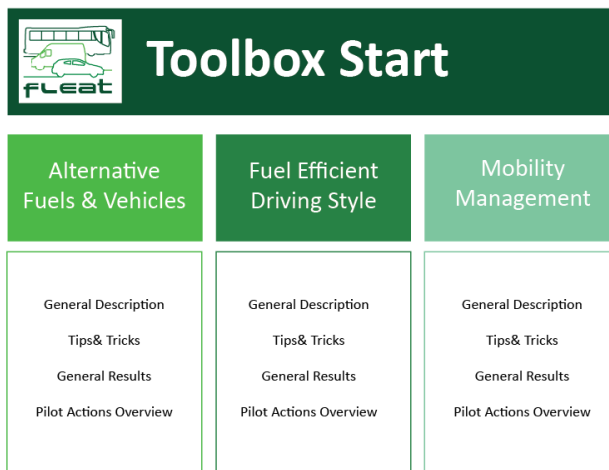 fleat
Toolbox Start
Alternative
Fuels & Vehicles
Fuel Efficient
Driving Style
Mobility
Management
General Description
Tips& Tricks
General Results
Pilot Actions Overview
General Description
Tips& Tricks
General Results
Pilot Actions Overview
General Description
Tips& Tricks
General Results
Pilot Actions Overview